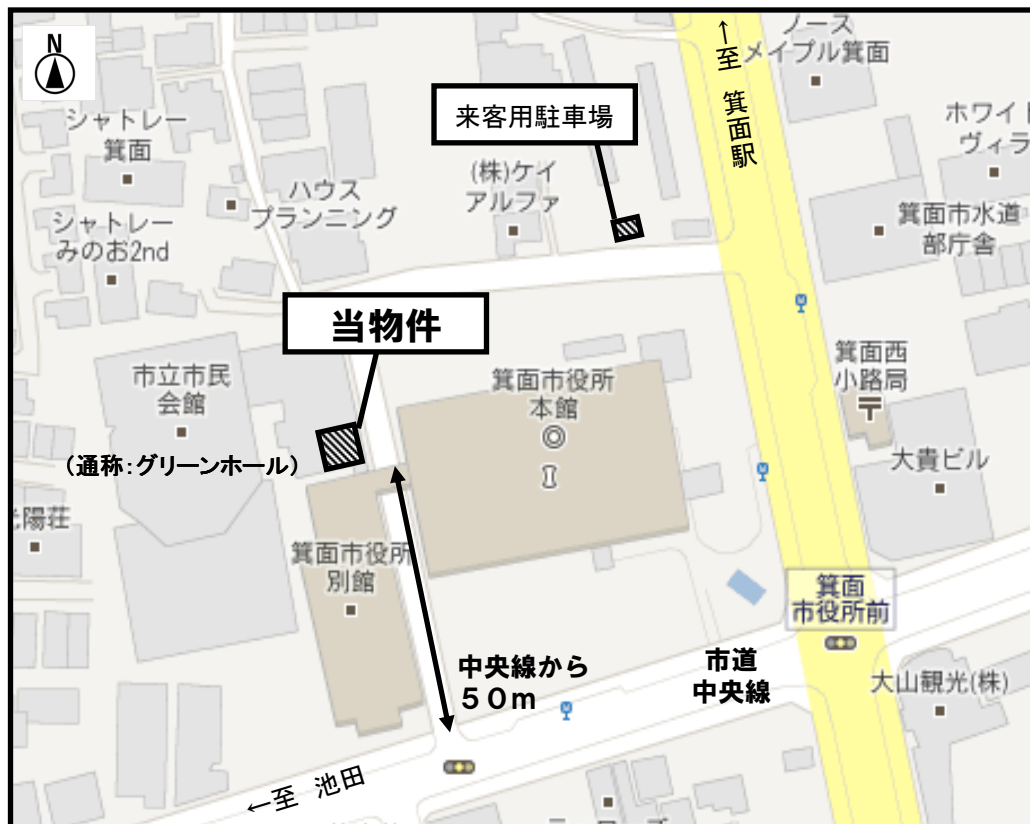 N
←至 箕面駅
ノース
メイプル箕面
シャトレー
箕面
来客用駐車場
ホワイト
ヴィラ
(株)ケイ
アルファ
ハウス
プランニング
シャトレー
みのお2nd
箕面市水道
部庁舎
当物件
箕面西
小路局
市立市民
会館
箕面市役所
本館
(通称:グリーンホール)
大貴ビル
陽荘
箕面市役所
別館
箕面
市役所前
中央線から
50m
市道
中央線
大山観光(株)
←至 池田